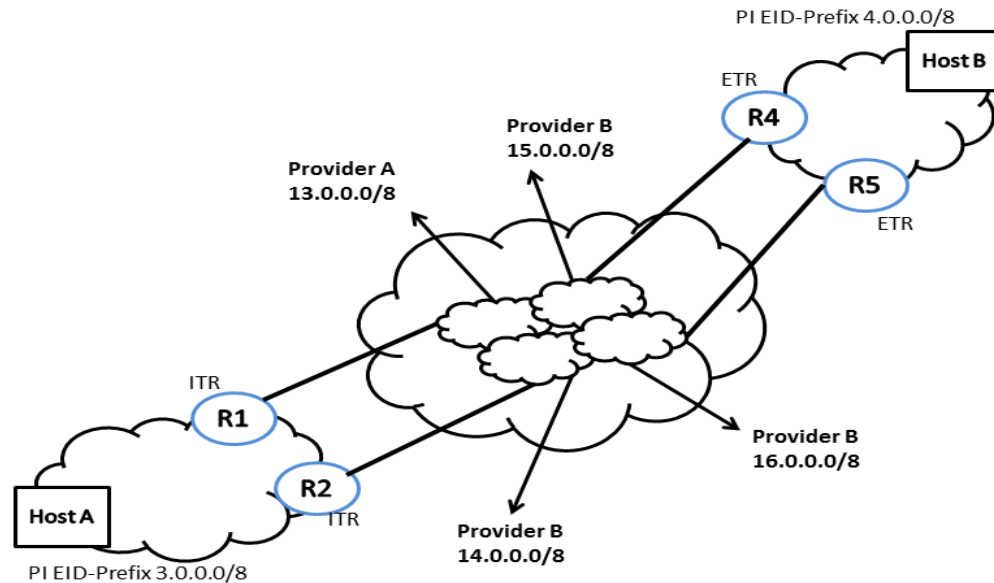 PI EID-Prefix 4.0.0.0/8
Host B
ETR
R4
Provider B
15.0.0.0/8
Provider A
13.0.0.0/8
R5
ETR
ITR
R1
Provider B
16.0.0.0/8
R2
ITR
Host A
Provider B
14.0.0.0/8
PI EID-Prefix 3.0.0.0/8